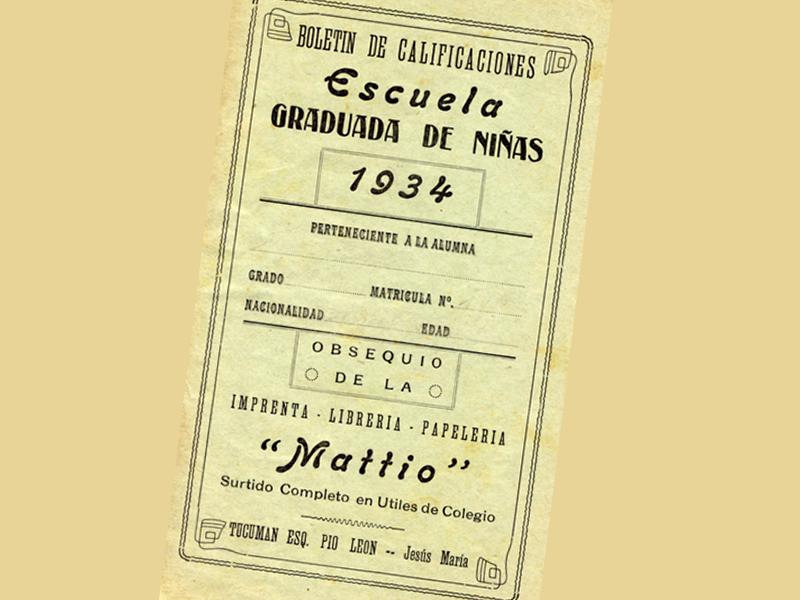 BOLETIN DE CALIFICACIONES
Escuela
GRADUADA DE NIÑAS
1934
PERTENECIENTE A LA ALUMNA
GRADO MATRICULA Nº.
NACIONALIDAD EDAD
OBSEQUIO
DE LA
IMPRENTA - LIBRERIA - PAPELERIA
"Mattio"
Surtido Completo en Utiles de Colegio
TUCUMAN ESQ. PIO LEON -- Jesús María